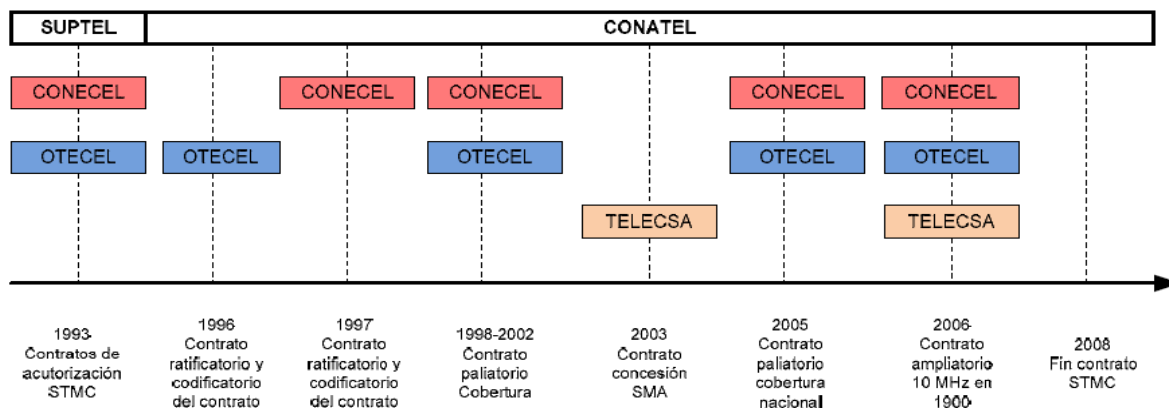 SUPTEL
CONATEL
CONECEL
CONECEL
CONECEL
CONECEL
CONECEL
OTECEL
OTECEL
OTECEL
OTECEL
OTECEL
TELECSA
TELECSA
1993-
Contratos de
acutorización
STMC
1996
Contrato
ratificatorio y
codificatorio
del contrato
1997
Contrato
ratificatorio y
codificatorio
del contrato
1998-2002
Contrato
paliatorio
Cobertura
2003
Contrato
concesión
SMA
2005
Contrato
paliatorio
cobertura
nacional
2006-
Contrato
ampliatorio
10 MHz en
1900
2008
Fin contrato
STMC